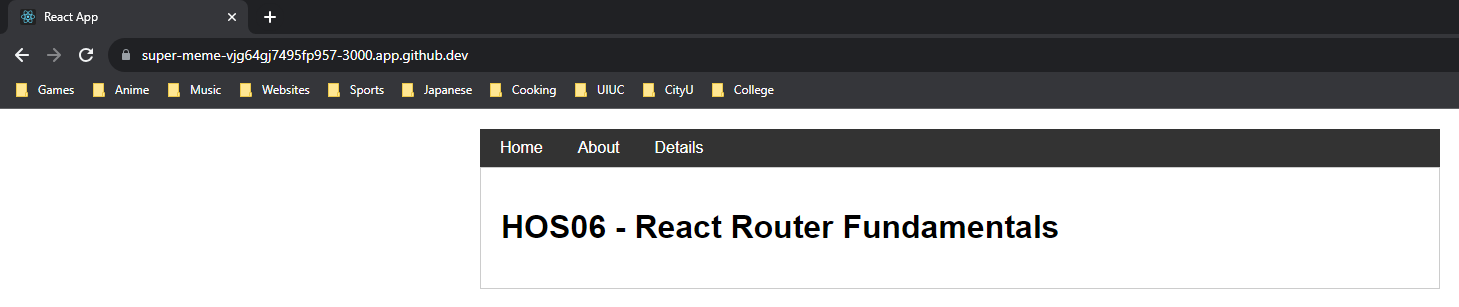 React App
super-meme-vjg64gj7495fp957-3000.app.github.dev
Games Anime Music Websites Sports Japanese Cooking UIUC CityU College
Home About Details
HOS06 - React Router Fundamentals